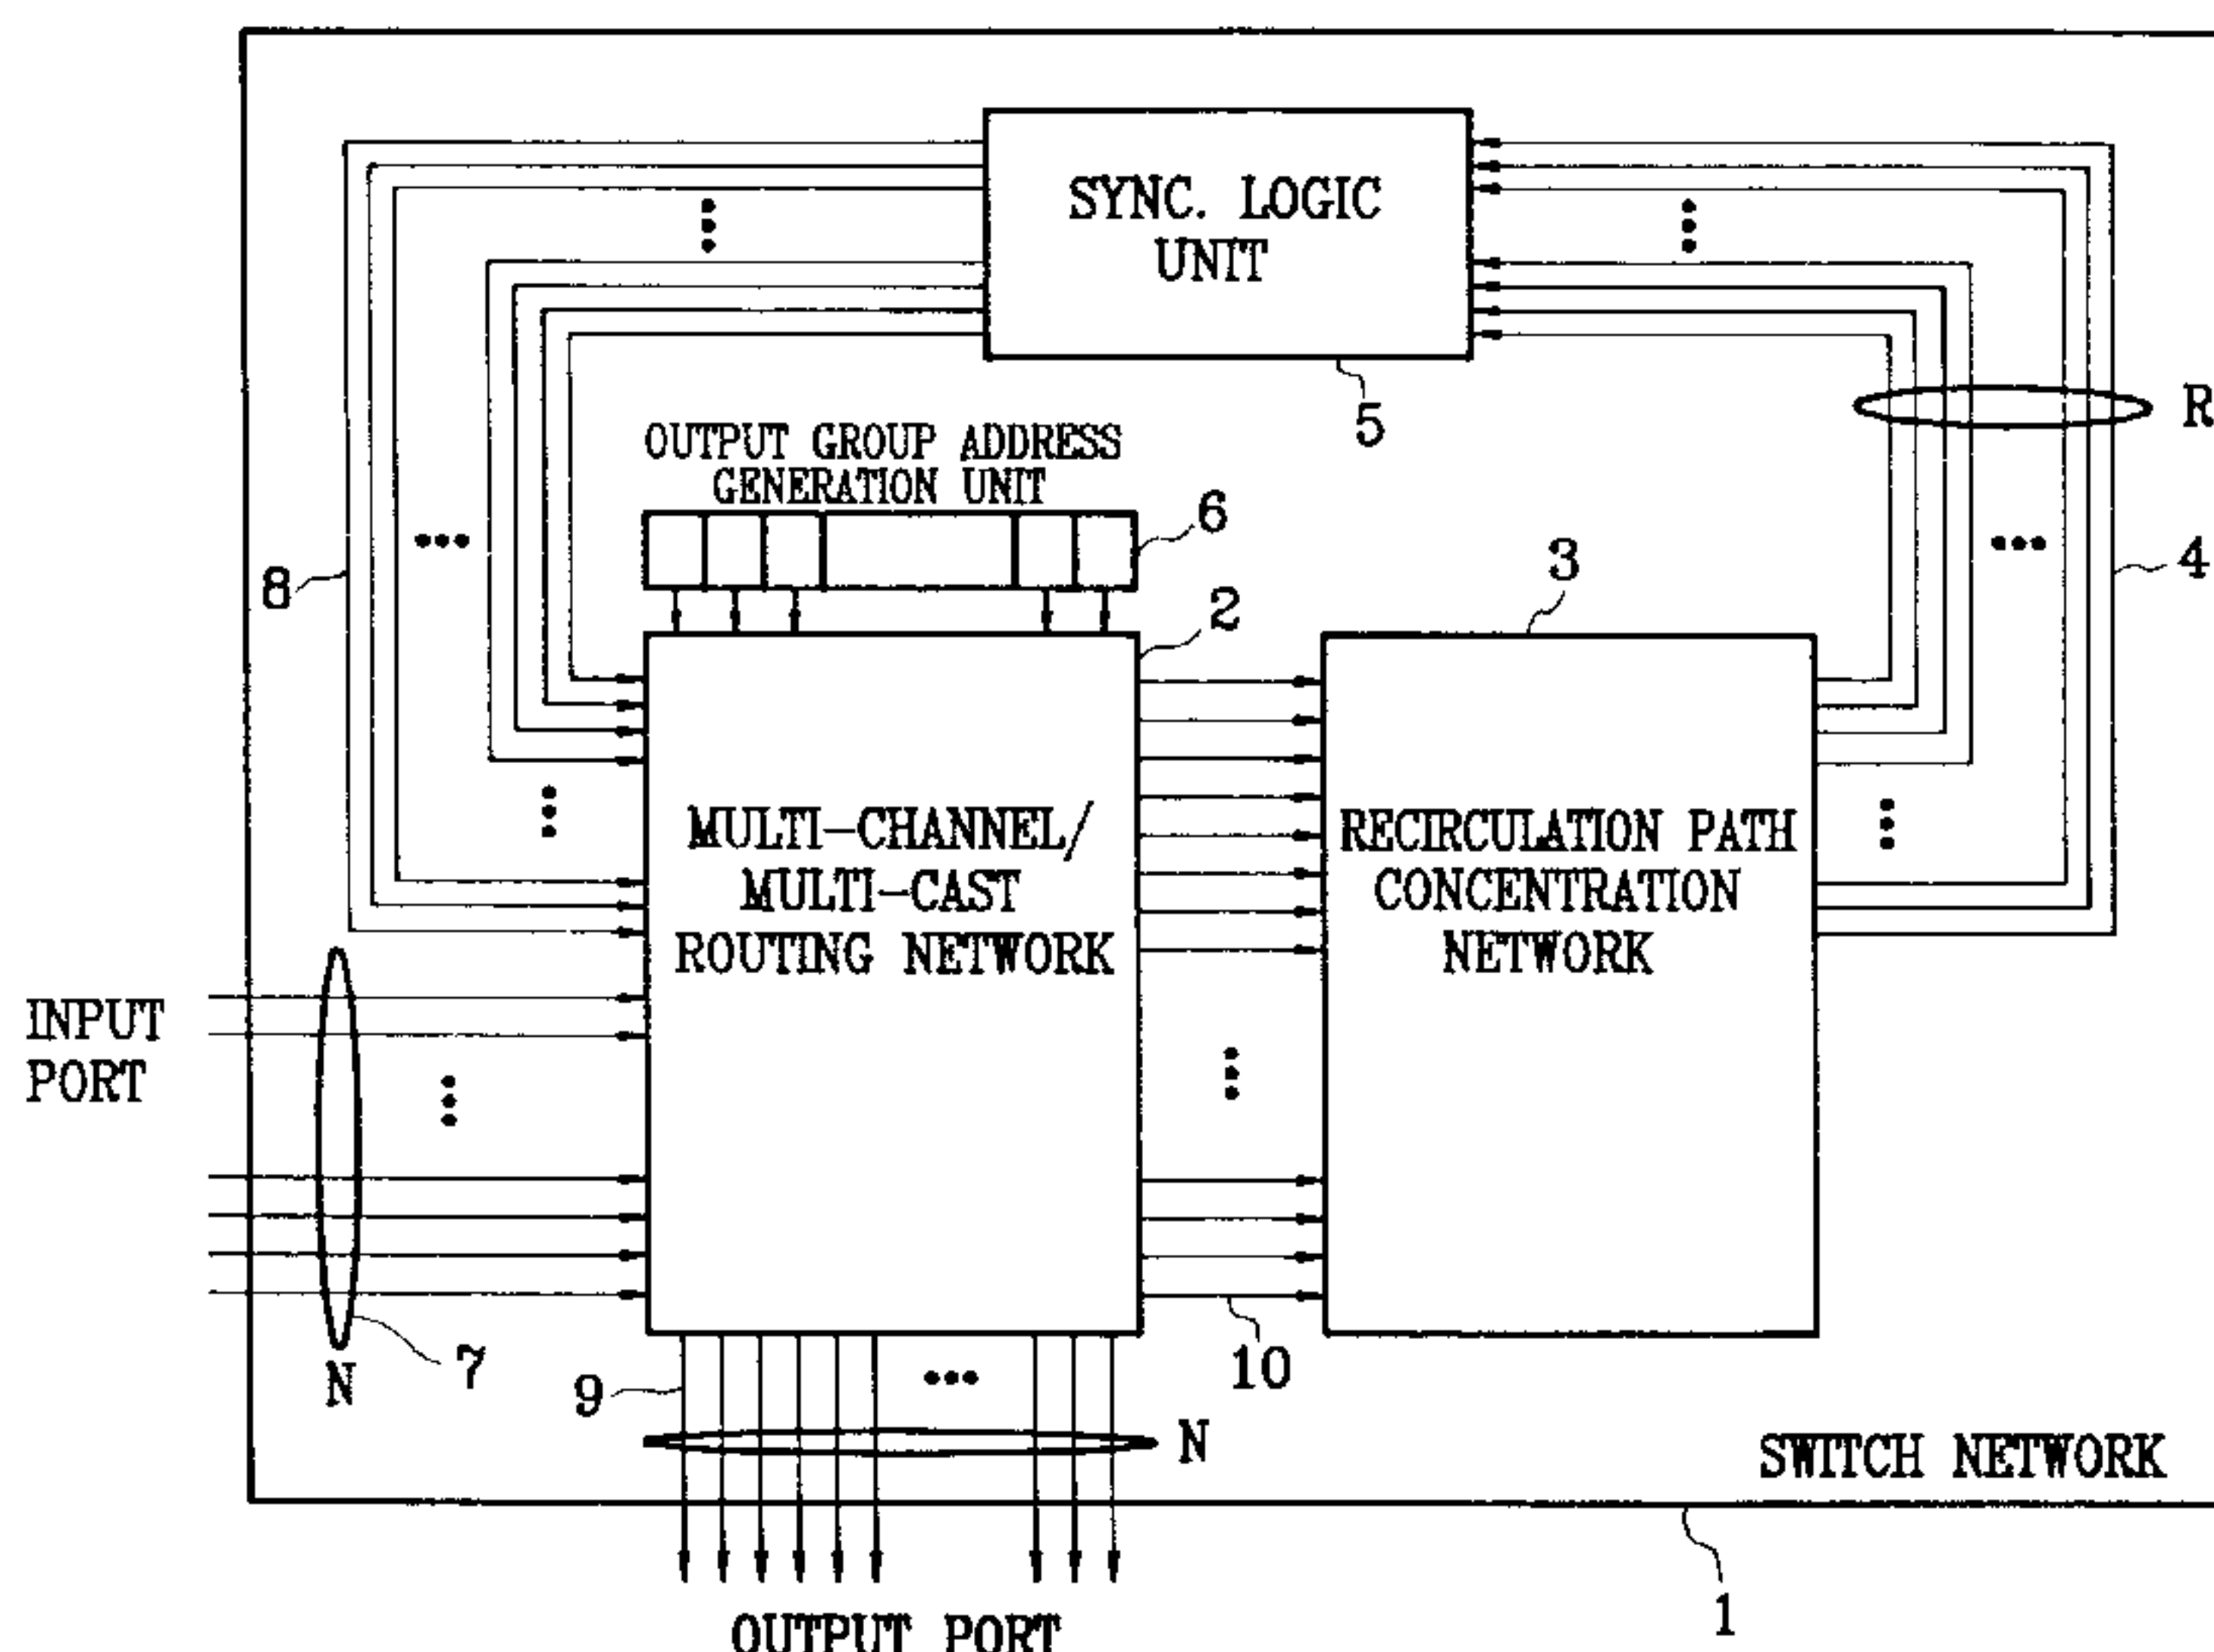 SYNC. LOGIC
UNIT
5
R
OUTPUT GROUP ADDRESS
GENERATION UNIT
6
8
2
3
4
MULTI-CHANNEL/
MULTI-CAST
ROUTING NETWORK
RECIRCULATION PATH
CONCENTRATION
NETWORK
INPUT
PORT
N
7
9
10
N
SWITCH NETWORK
1
OUTPUT PORT